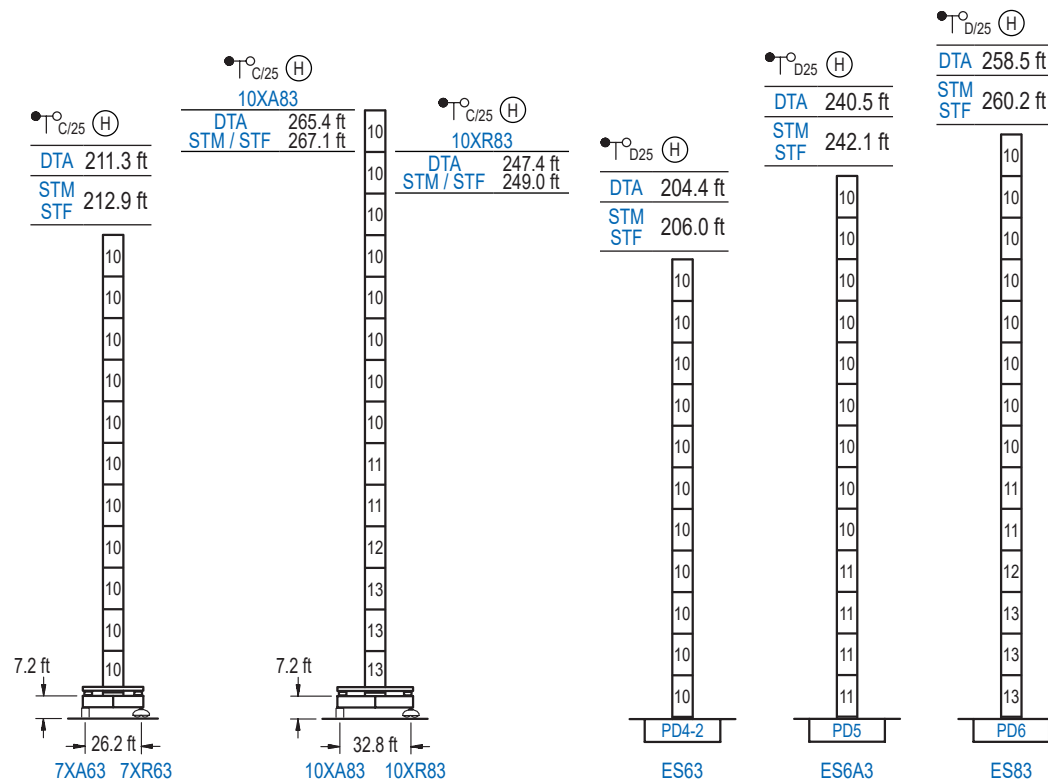 C/25 H
DTA 211.3 ft
STM
STF 212.9 ft
10
10
10
10
10
10
10
10
10
10
10
7.2 ft
26.2 ft
7XA63 7XR63
C/25 H
10XA83
DTA 265.4 ft
STM / STF 267.1 ft
C/25 H
10XR83
DTA 247.4 ft
STM / STF 249.0 ft
10
10
10
10
10
10
10
10
11
11
12
13
13
13
7.2 ft
32.8 ft
10XA83 10XR83
D25 H
DTA 204.4 ft
STM
STF 206.0 ft
10
10
10
10
10
10
10
10
10
10
10
PD4-2
ES63
D25 H
DTA 240.5 ft
STM
STF 242.1 ft
10
10
10
10
10
10
10
10
10
11
11
11
11
PD5
ES6A3
D/25 H
DTA 258.5 ft
STM
STF 260.2 ft
10
10
10
10
10
10
10
10
11
11
12
13
13
13
PD6
ES83